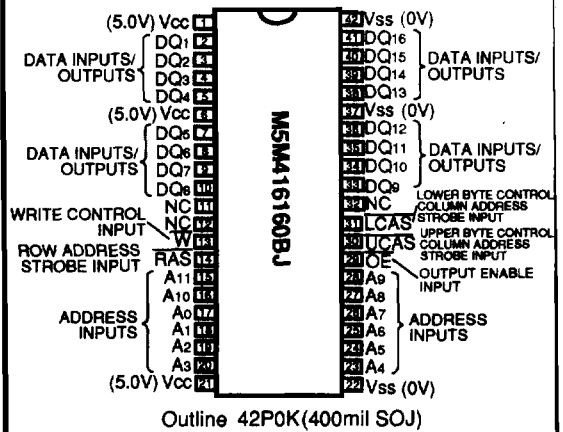 (5.0V) Vcc 1
DQ1 2
DQ2 3
DQ3 4
DQ4 5
DATA INPUTS/
OUTPUTS
(5.0V) Vcc 6
DQ5 7
DQ6 8
DQ7 9
DQ8 10
DATA INPUTS/
OUTPUTS
NC 11
NC 12
WRITE CONTROL
INPUT
W 13
ROW ADDRESS
STROBE INPUT
RAS 14
A11 15
A10 16
A0 17
A1 18
A2 19
A3 20
ADDRESS
INPUTS
(5.0V) Vcc 21
M5M416160BJ
42 Vss (0V)
41 DQ16
40 DQ15
39 DQ14
38 DQ13
DATA INPUTS/
OUTPUTS
37 Vss (0V)
36 DQ12
35 DQ11
34 DQ10
33 DQ9
DATA INPUTS/
OUTPUTS
32 NC
31 LCAS
LOWER BYTE CONTROL
COLUMN ADDRESS
STROBE INPUT
30 UCAS
UPPER BYTE CONTROL
COLUMN ADDRESS
STROBE INPUT
29 OE
OUTPUT ENABLE
INPUT
28 A9
27 A8
26 A7
25 A6
24 A5
23 A4
ADDRESS
INPUTS
22 Vss (0V)
Outline 42P0K(400mil SOJ)